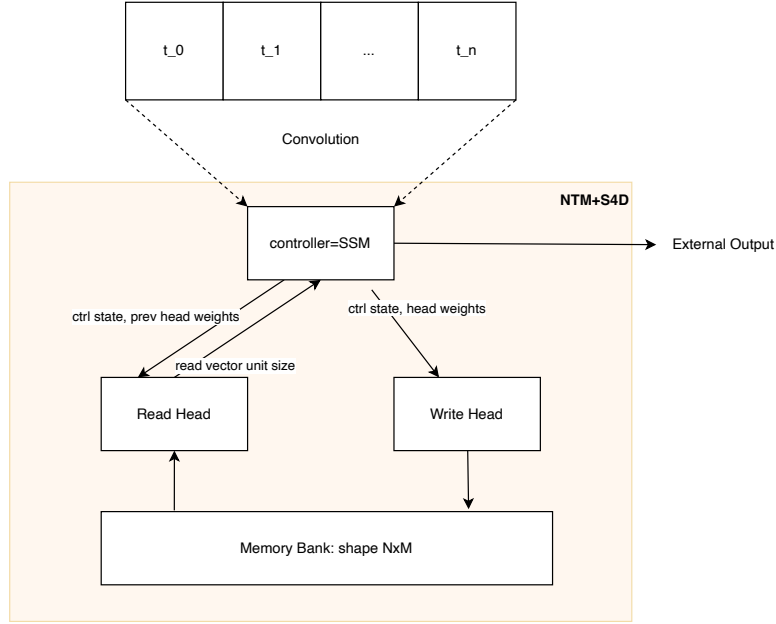 t_0
t_1
...
t_n
Convolution
NTM+S4D
controller=SSM
External Output
ctrl state, prev head weights
ctrl state, head weights
read vector unit size
Read Head
Write Head
Memory Bank: shape NxM